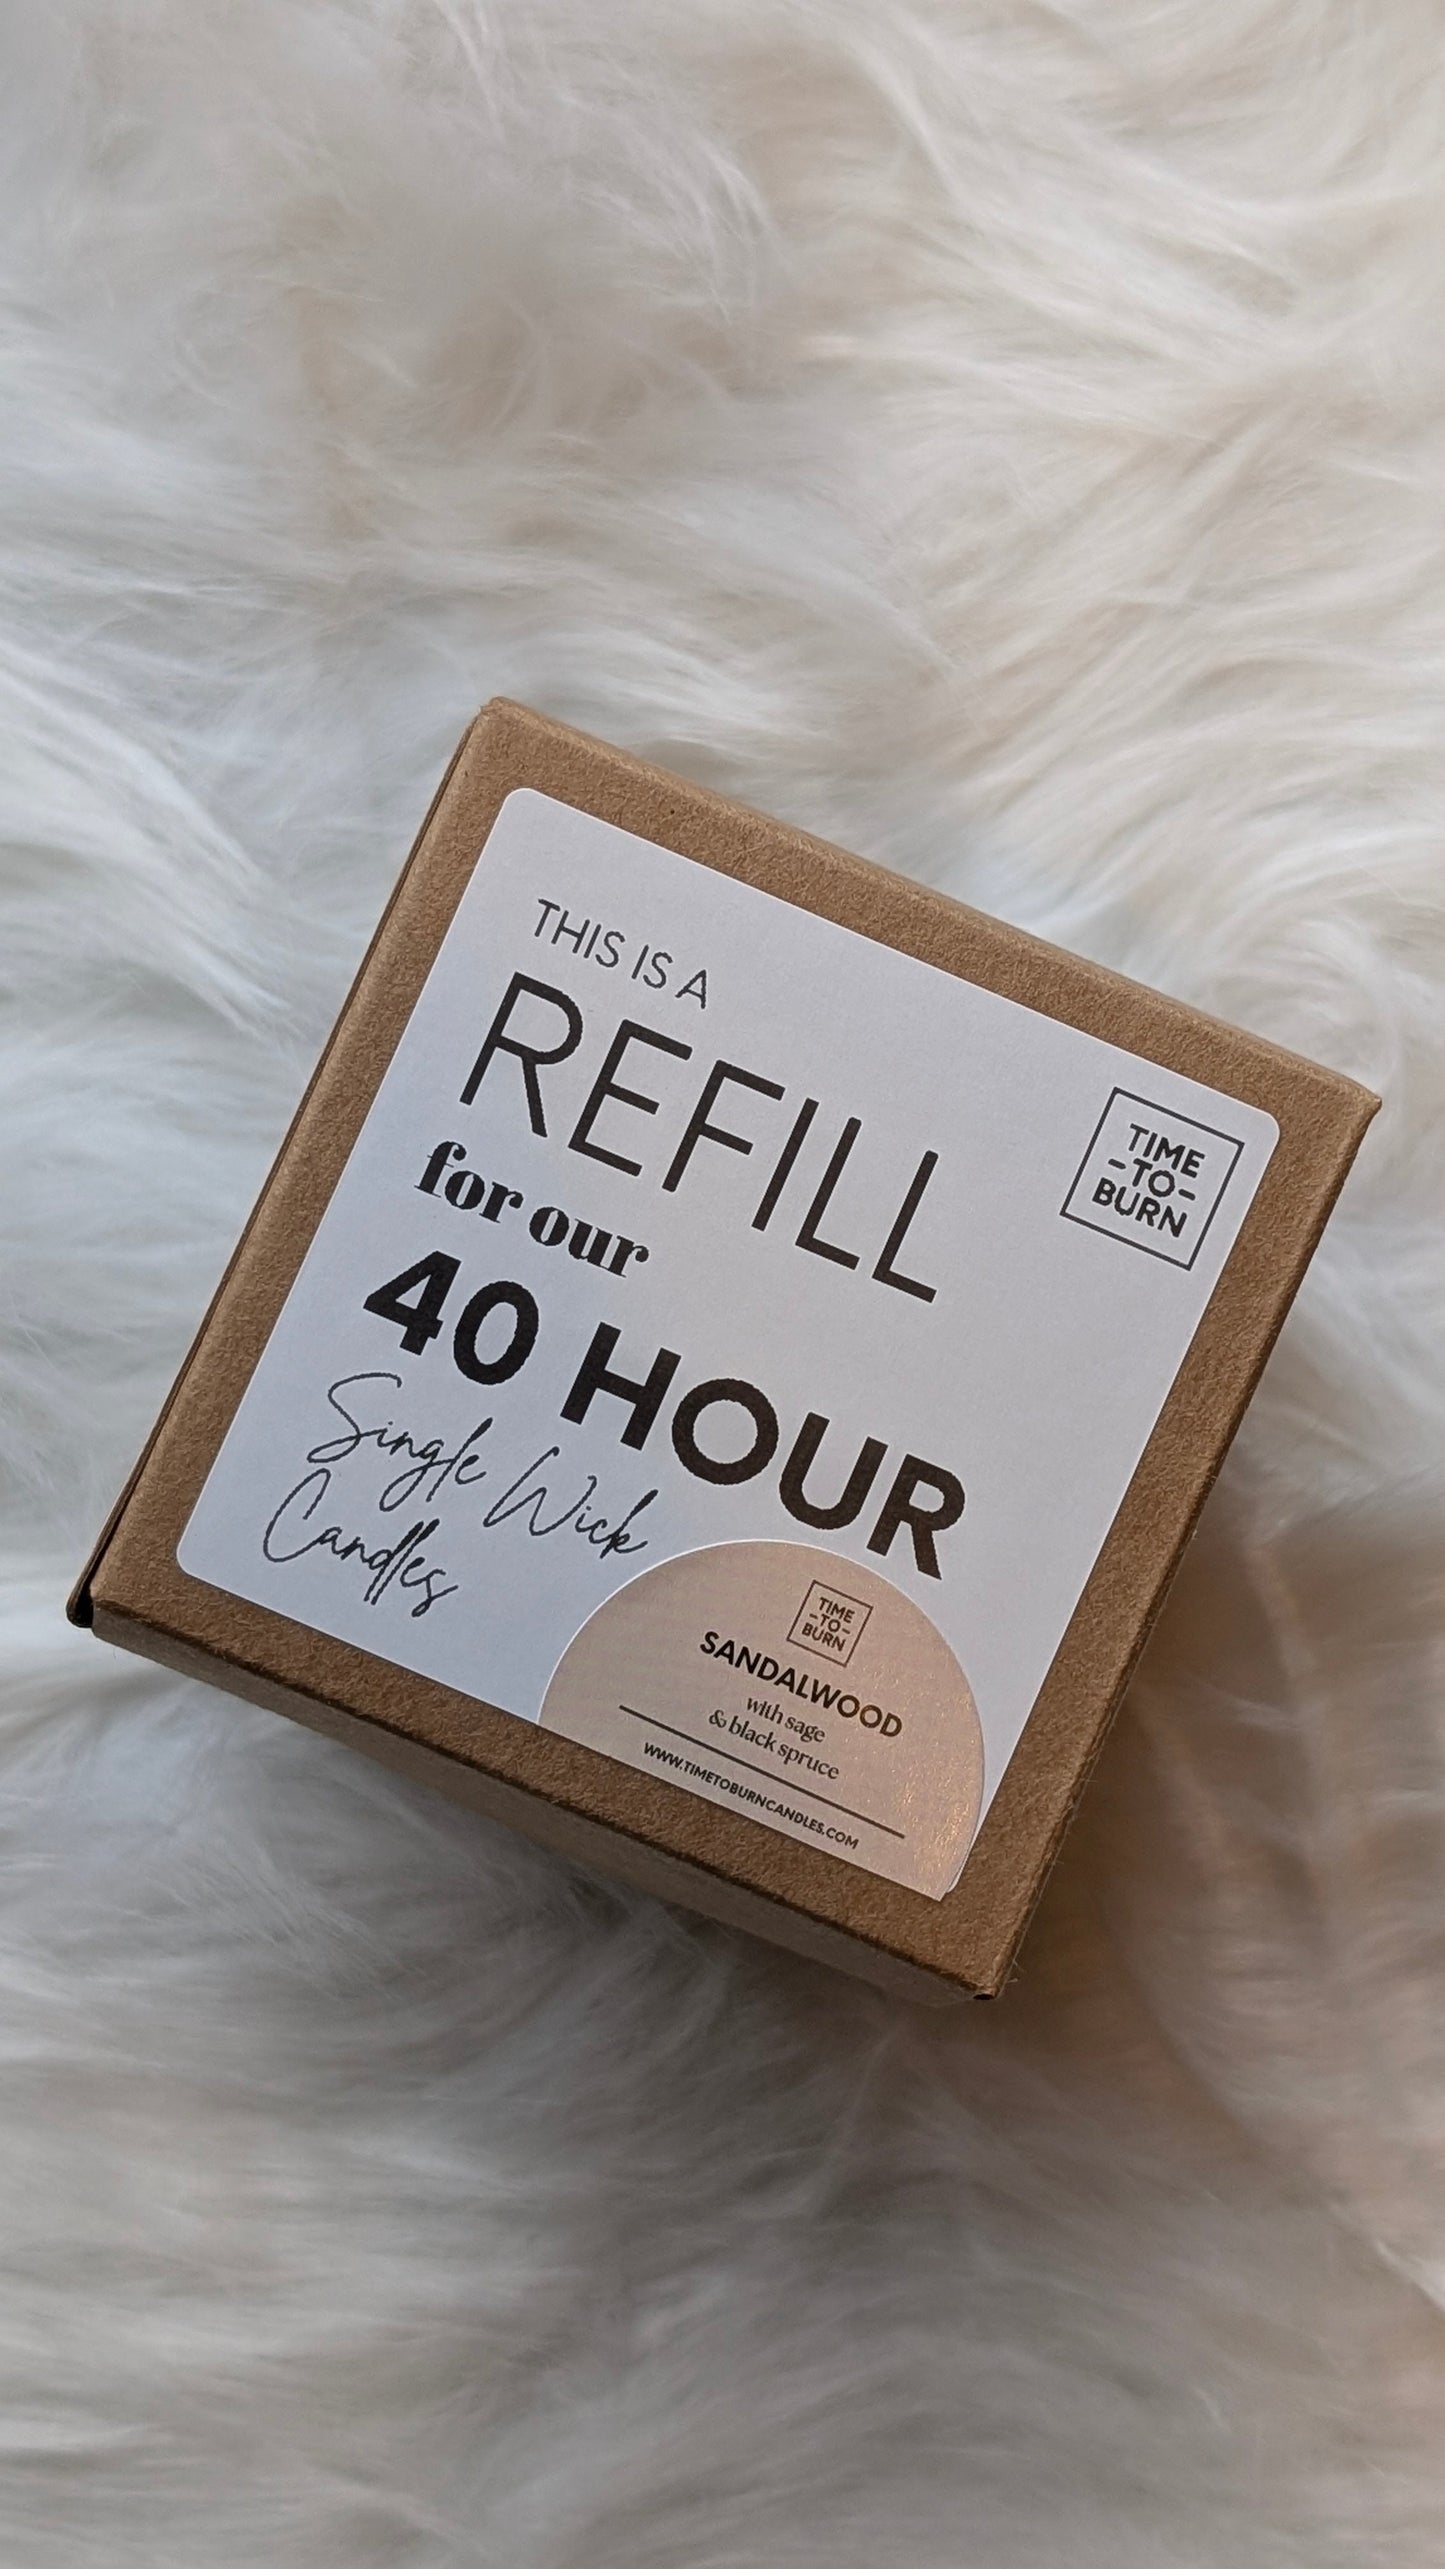 THIS IS A
REFILL
for our
40 HOUR
Single Wick
Candles
TIME
-TO-
BURN
TIME
-TO-
BURN
SANDALWOOD
with sage
& black spruce
WWW.TIMETOBURNCANDLES.COM